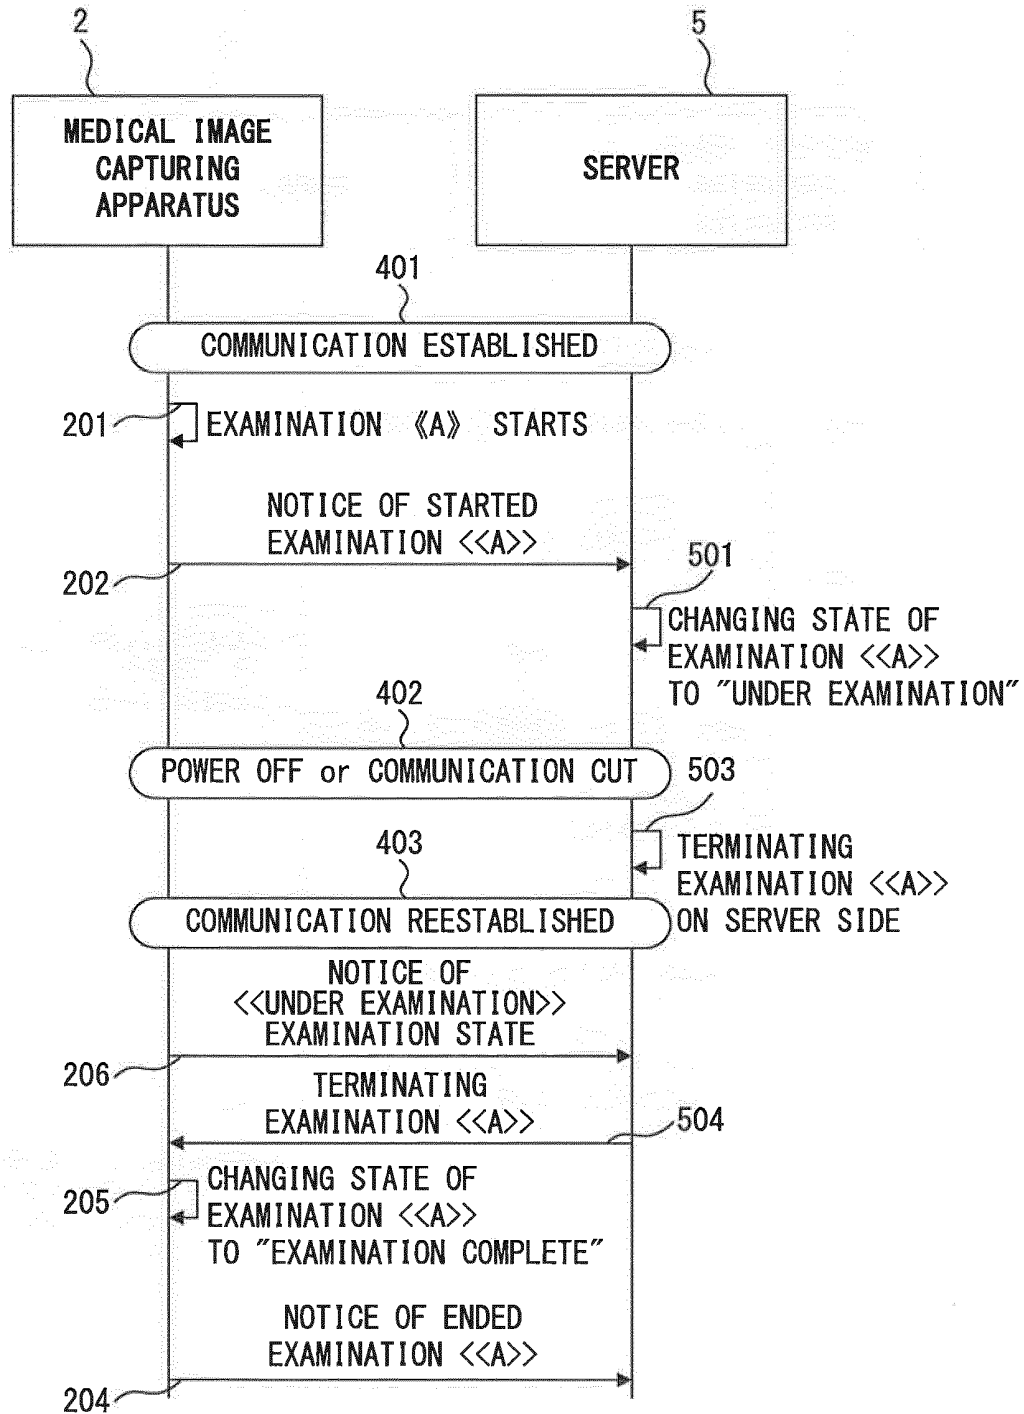 2
5
MEDICAL IMAGE
CAPTURING
APPARATUS
SERVER
401
COMMUNICATION ESTABLISHED
201
EXAMINATION 《A》 STARTS
NOTICE OF STARTED
EXAMINATION <<A>>
202
501
CHANGING STATE OF
EXAMINATION <<A>>
TO "UNDER EXAMINATION"
402
POWER OFF or COMMUNICATION CUT
503
TERMINATING
EXAMINATION <<A>>
ON SERVER SIDE
403
COMMUNICATION REESTABLISHED
NOTICE OF
<<UNDER EXAMINATION>>
EXAMINATION STATE
206
TERMINATING
EXAMINATION <<A>>
504
205
CHANGING STATE OF
EXAMINATION <<A>>
TO "EXAMINATION COMPLETE"
NOTICE OF ENDED
EXAMINATION <<A>>
204